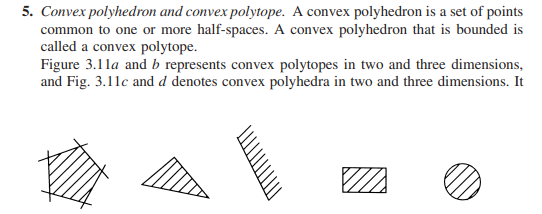 5. Convex polyhedron and convex polytope. A convex polyhedron is a set of points
common to one or more half-spaces. A convex polyhedron that is bounded is
called a convex polytope.
Figure 3.11a and b represents convex polytopes in two and three dimensions,
and Fig. 3.11c and d denotes convex polyhedra in two and three dimensions. It